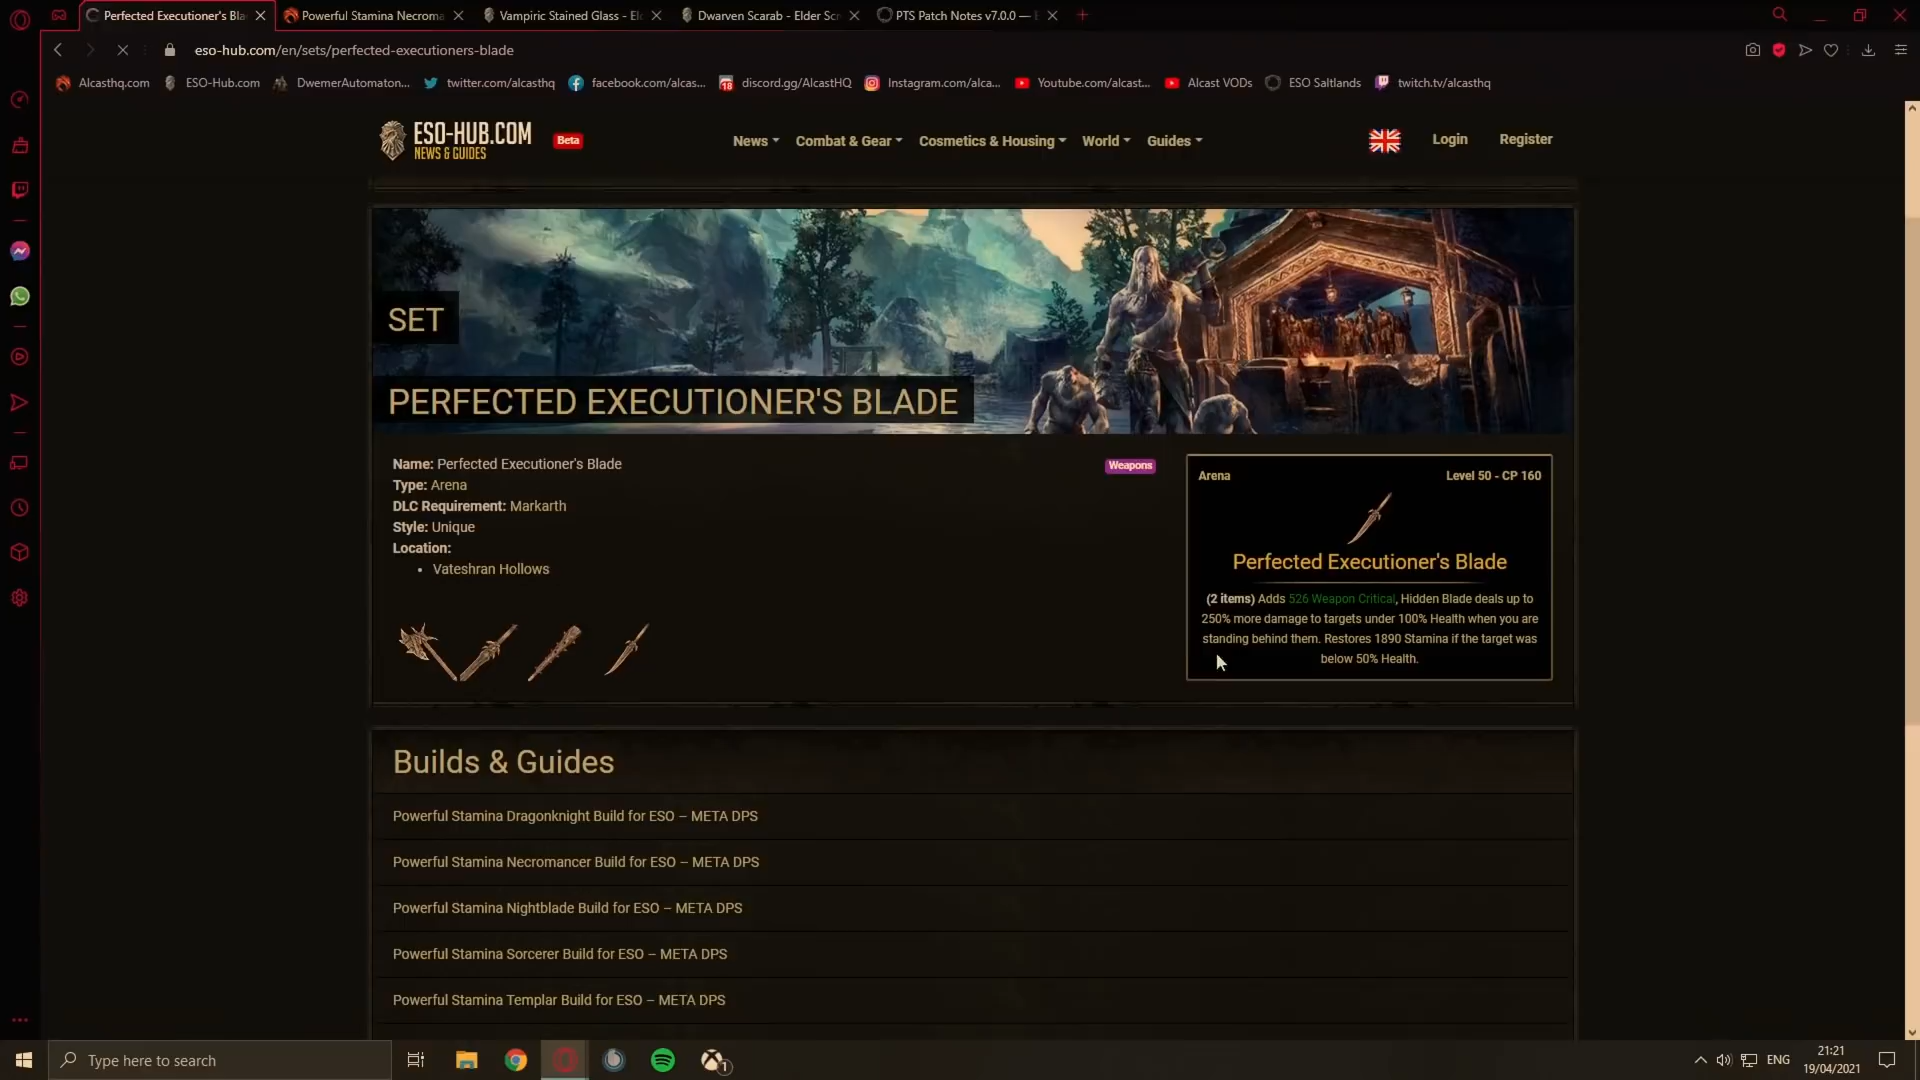 Perfected Executioner's Bla
Powerful Stamina Necroma
Vampiric Stained Glass - El
Dwarven Scarab - Elder Scr
PTS Patch Notes v7.0.0 —
eso-hub.com/en/sets/perfected-executioners-blade
Alcasthq.com
ESO-Hub.com
DwemerAutomaton...
twitter.com/alcasthq
facebook.com/alcas...
18
discord.gg/AlcastHQ
Instagram.com/alca...
Youtube.com/alcast...
Alcast VODs
ESO Saltlands
twitch.tv/alcasthq
ESO-HUB.COM
NEWS & GUIDES
Beta
News
Combat & Gear
Cosmetics & Housing
World
Guides
Login
Register
SET
PERFECTED EXECUTIONER'S BLADE
Name: Perfected Executioner's Blade
Type: Arena
DLC Requirement: Markarth
Style: Unique
Location:
• Vateshran Hollows
Weapons
Arena
Level 50 - CP 160
Perfected Executioner's Blade
(2 items) Adds 526 Weapon Critical, Hidden Blade deals up to
250% more damage to targets under 100% Health when you are
standing behind them. Restores 1890 Stamina if the target was
below 50% Health.
Builds & Guides
Powerful Stamina Dragonknight Build for ESO – META DPS
Powerful Stamina Necromancer Build for ESO – META DPS
Powerful Stamina Nightblade Build for ESO – META DPS
Powerful Stamina Sorcerer Build for ESO – META DPS
Powerful Stamina Templar Build for ESO – META DPS
Type here to search
1
ENG
21:21
19/04/2021